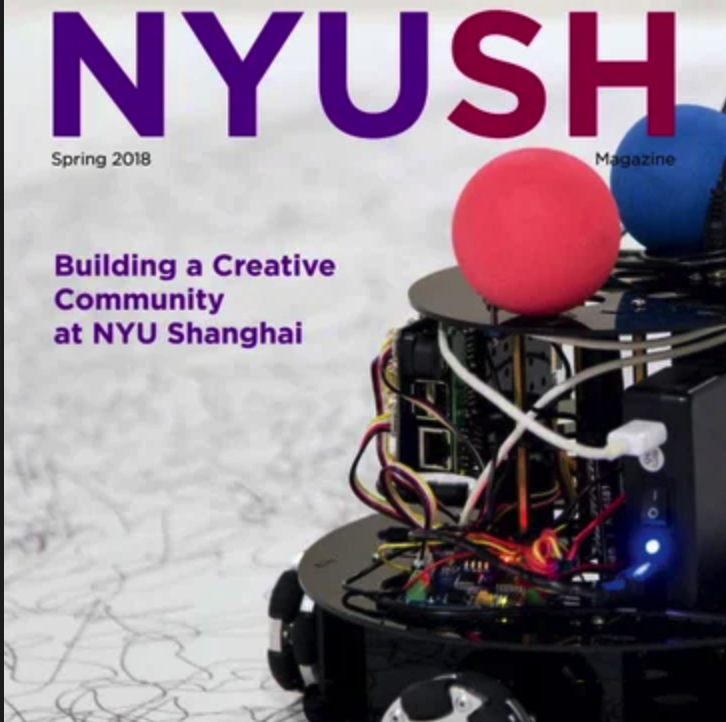 NYUSH
Spring 2018
Magazine
Building a Creative
Community
at NYU Shanghai